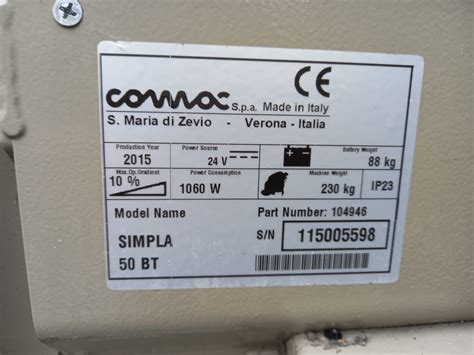 comac S.p.a. Made in Italy
CE
S. Maria di Zevio - Verona - Italia
Production Year Power Source Battery Weight
2015 24 V 88 kg
Max. Op. Gradient Power Consumption Machine Weight
10 % 1060 W 230 kg IP23
Model Name Part Number: 104946
SIMPLA S/N 115005598
50 BT